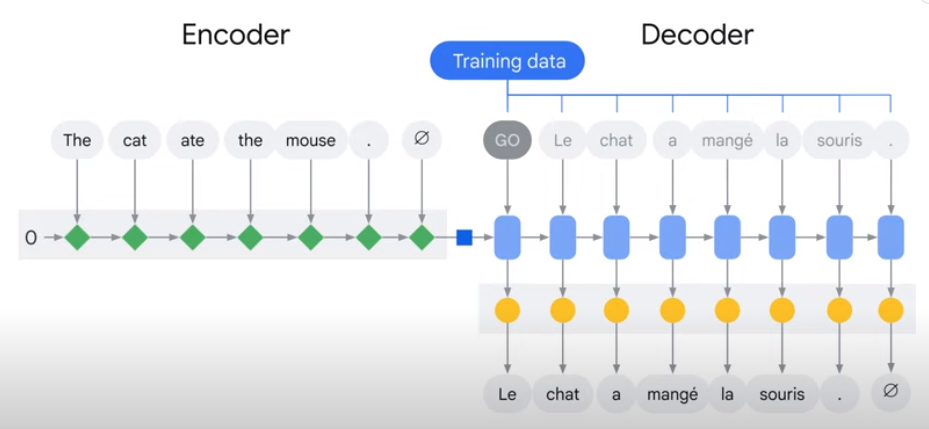 Encoder
Decoder
Training data
The cat ate the mouse . ∅
GO Le chat a mangé la souris .
0
Le chat a mangé la souris . ∅